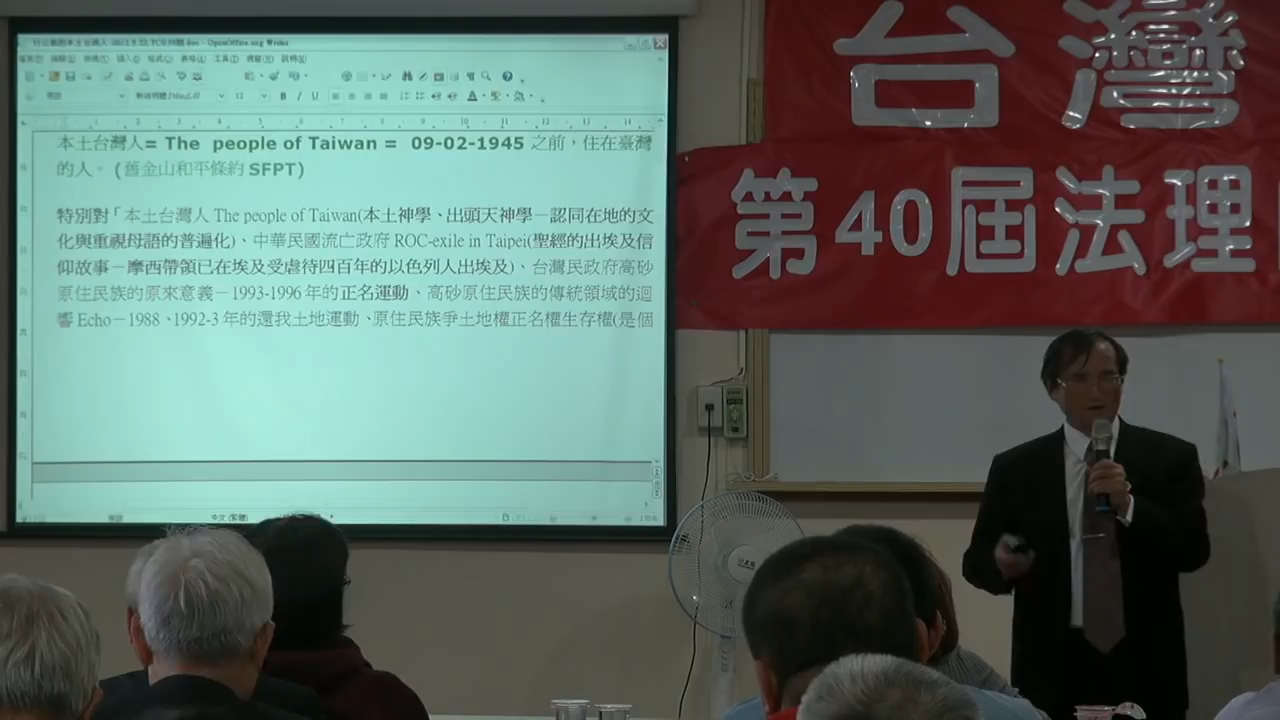 本土台灣人= The people of Taiwan = 09-02-1945 之前，住在臺灣
的人。(舊金山和平條約 SFPT)
特別對「本土台灣人 The people of Taiwan(本土神學、出頭天神學－認同在地的文
化與重視母語的普遍化)、中華民國流亡政府 ROC-exile in Taipei(聖經的出埃及信
仰故事－摩西帶領已在埃及受虐待四百年的以色列人出埃及)、台灣民政府高砂
原住民族的原來意義－1993-1996 年的正名運動、高砂原住民族的傳統領域的迴
響 Echo－1988、1992-3 年的還我土地運動、原住民族爭土地權正名權生存權(是個
台灣
第40屆法理